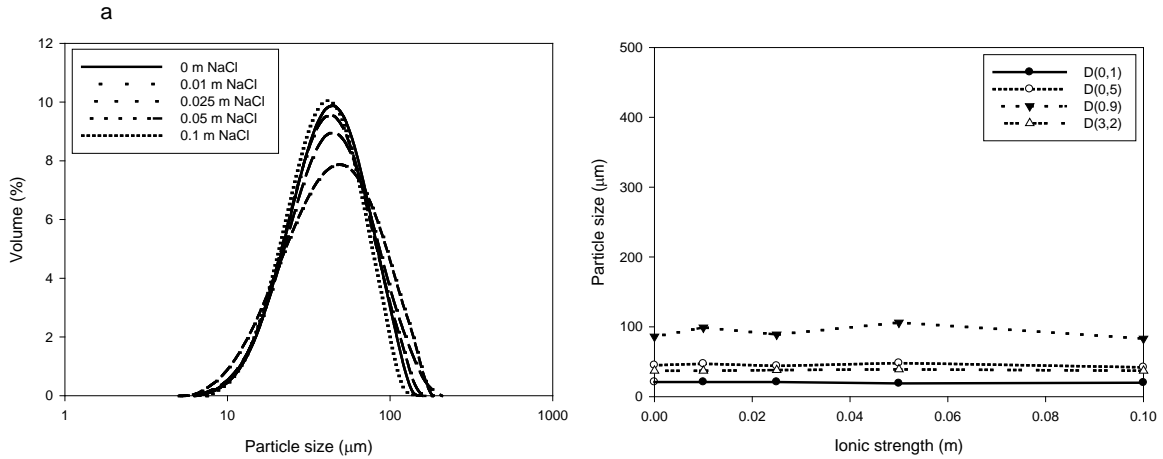 a
12
10
8
6
4
2
0
Volume (%)
0 m NaCl
0.01 m NaCl
0.025 m NaCl
0.05 m NaCl
0.1 m NaCl
1 10 100 1000
Particle size (μm)
500
400
300
200
100
0
Particle size (μm)
D(0,1)
D(0,5)
D(0.9)
D(3,2)
0.00 0.02 0.04 0.06 0.08 0.10
Ionic strength (m)